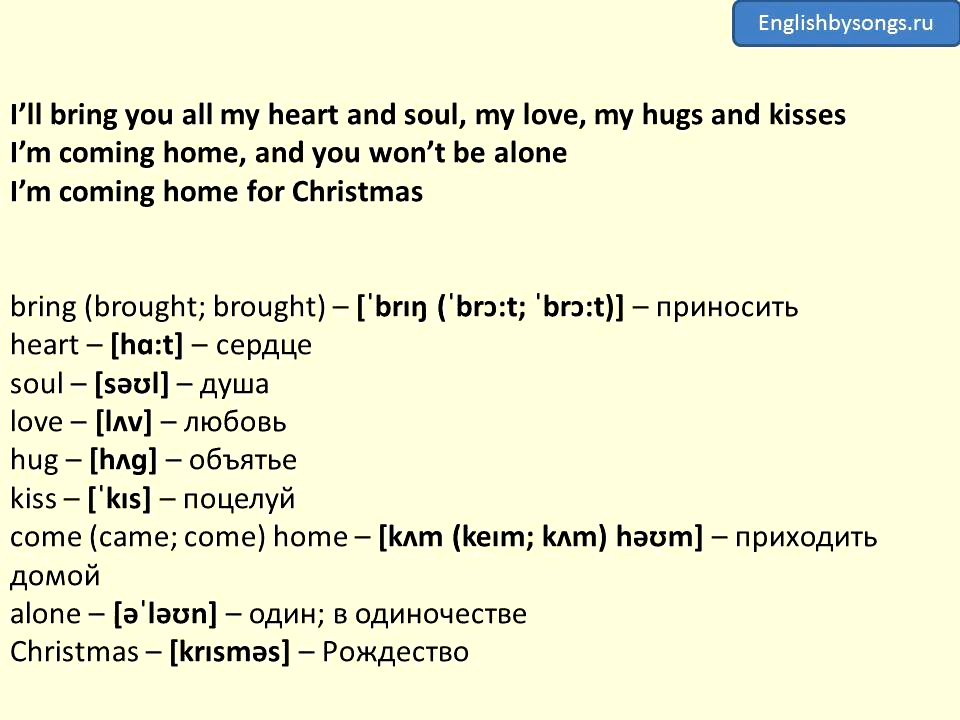 Englishbysongs.ru
I’ll bring you all my heart and soul, my love, my hugs and kisses
I’m coming home, and you won’t be alone
I’m coming home for Christmas
bring (brought; brought) – [ˈbrɪŋ (ˈbrɔ:t; ˈbrɔ:t)] – приносить
heart – [hɑ:t] – сердце
soul – [səʊl] – душа
love – [lʌv] – любовь
hug – [hʌg] – объятье
kiss – [ˈkɪs] – поцелуй
come (came; come) home – [kʌm (keɪm; kʌm) həʊm] – приходить
домой
alone – [əˈləʊn] – один; в одиночестве
Christmas – [krɪsməs] – Рождество